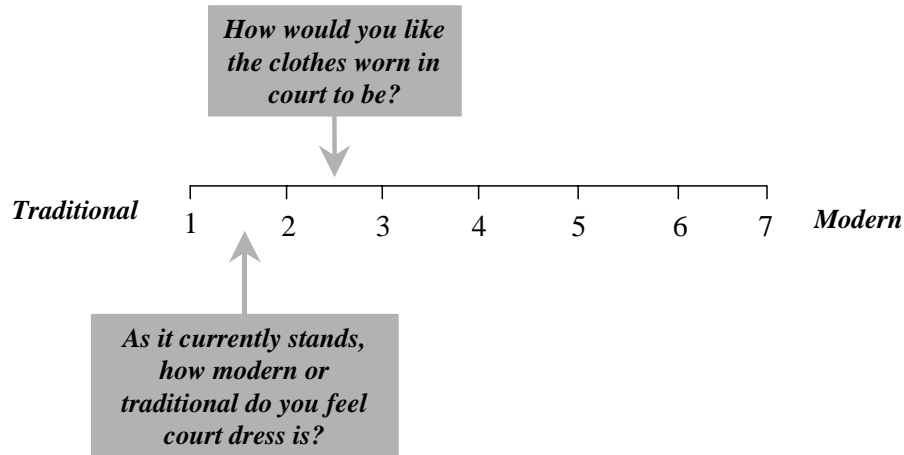 How would you like
the clothes worn in
court to be?
Traditional 1 2 3 4 5 6 7 Modern
As it currently stands,
how modern or
traditional do you feel
court dress is?